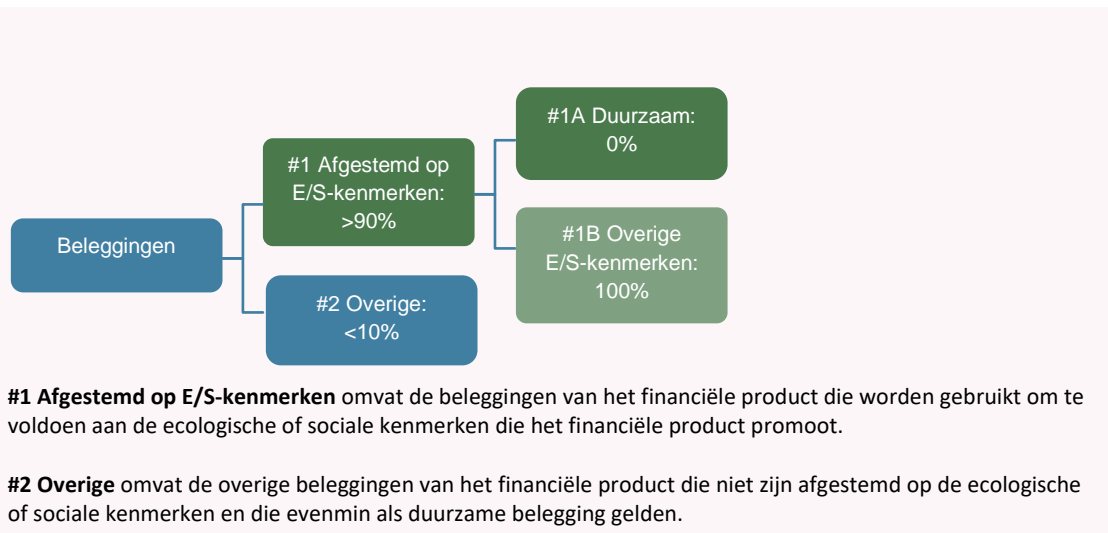 #1A Duurzaam:
0%
#1 Afgestemd op
E/S-kenmerken:
>90%
Beleggingen
#1B Overige
E/S-kenmerken:
100%
#2 Overige:
<10%
#1 Afgestemd op E/S-kenmerken omvat de beleggingen van het financiële product die worden gebruikt om te
voldoen aan de ecologische of sociale kenmerken die het financiële product promoot.
#2 Overige omvat de overige beleggingen van het financiële product die niet zijn afgestemd op de ecologische
of sociale kenmerken en die evenmin als duurzame belegging gelden.